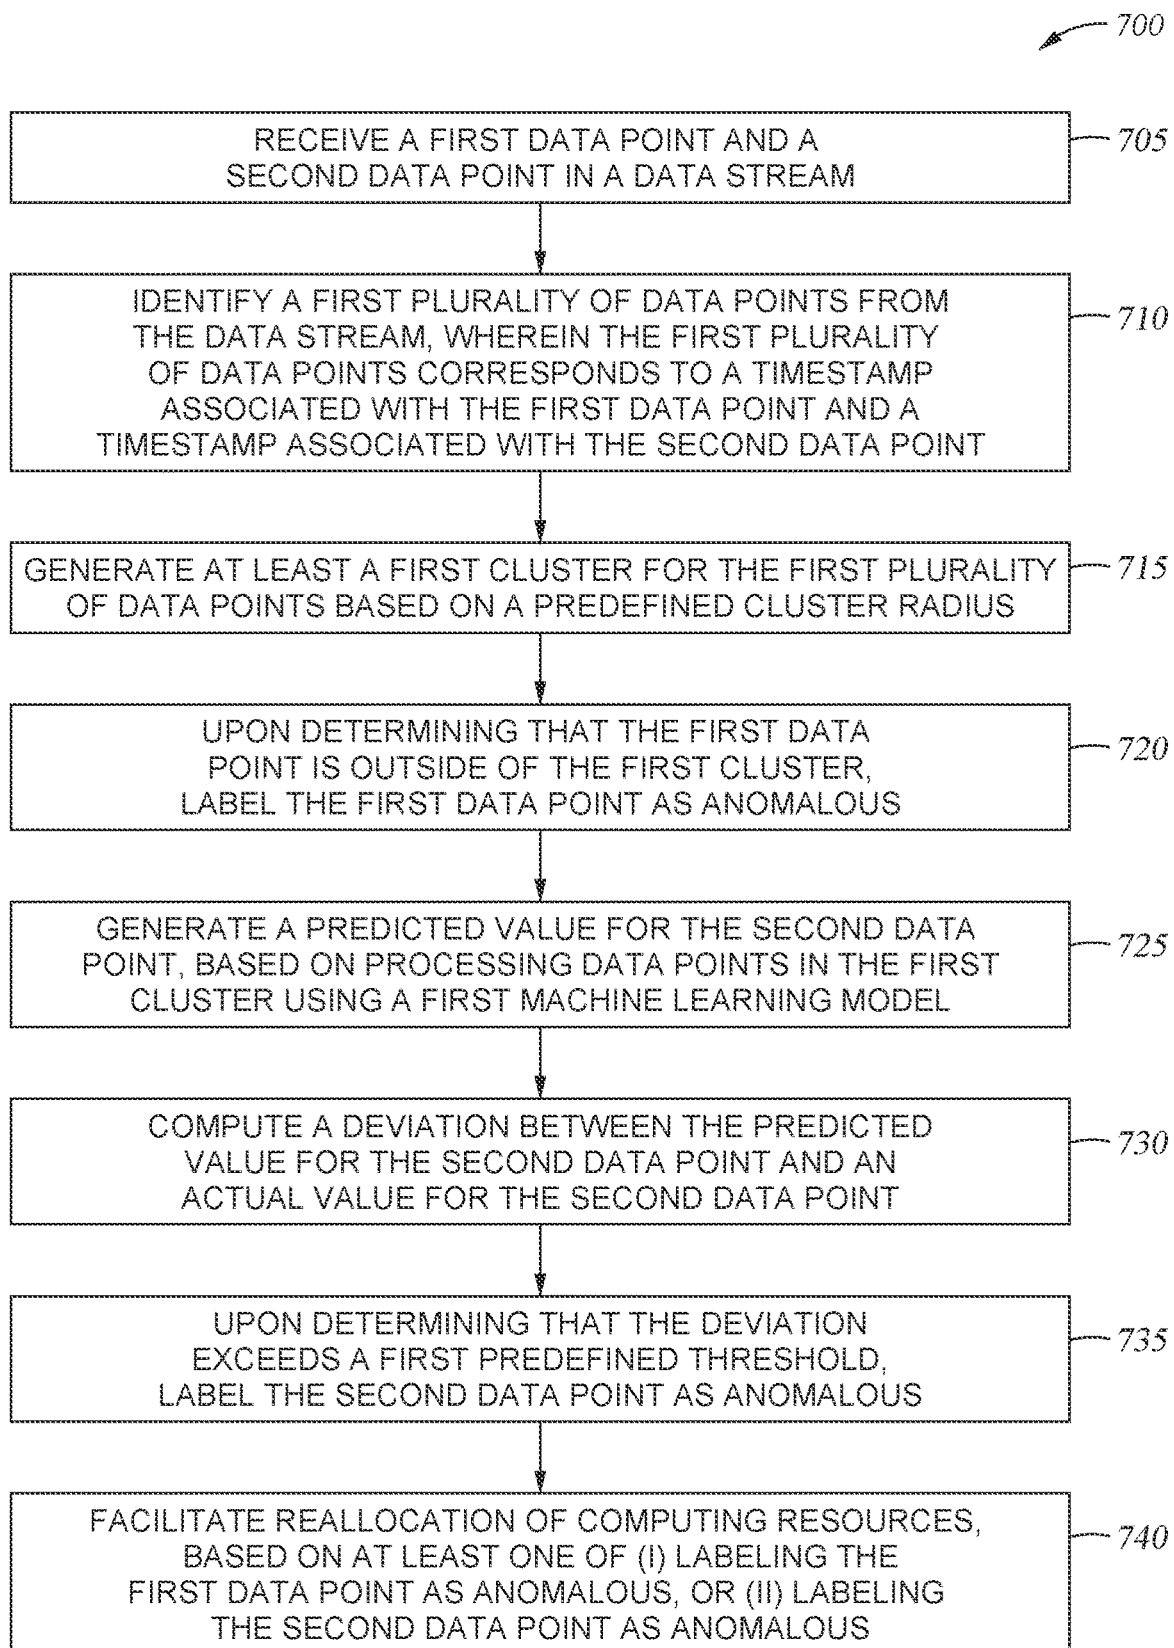 700
RECEIVE A FIRST DATA POINT AND A
SECOND DATA POINT IN A DATA STREAM
705
IDENTIFY A FIRST PLURALITY OF DATA POINTS FROM
THE DATA STREAM, WHEREIN THE FIRST PLURALITY
OF DATA POINTS CORRESPONDS TO A TIMESTAMP
ASSOCIATED WITH THE FIRST DATA POINT AND A
TIMESTAMP ASSOCIATED WITH THE SECOND DATA POINT
710
GENERATE AT LEAST A FIRST CLUSTER FOR THE FIRST PLURALITY
OF DATA POINTS BASED ON A PREDEFINED CLUSTER RADIUS
715
UPON DETERMINING THAT THE FIRST DATA
POINT IS OUTSIDE OF THE FIRST CLUSTER,
LABEL THE FIRST DATA POINT AS ANOMALOUS
720
GENERATE A PREDICTED VALUE FOR THE SECOND DATA
POINT, BASED ON PROCESSING DATA POINTS IN THE FIRST
CLUSTER USING A FIRST MACHINE LEARNING MODEL
725
COMPUTE A DEVIATION BETWEEN THE PREDICTED
VALUE FOR THE SECOND DATA POINT AND AN
ACTUAL VALUE FOR THE SECOND DATA POINT
730
UPON DETERMINING THAT THE DEVIATION
EXCEEDS A FIRST PREDEFINED THRESHOLD,
LABEL THE SECOND DATA POINT AS ANOMALOUS
735
FACILITATE REALLOCATION OF COMPUTING RESOURCES,
BASED ON AT LEAST ONE OF (I) LABELING THE
FIRST DATA POINT AS ANOMALOUS, OR (II) LABELING
THE SECOND DATA POINT AS ANOMALOUS
740